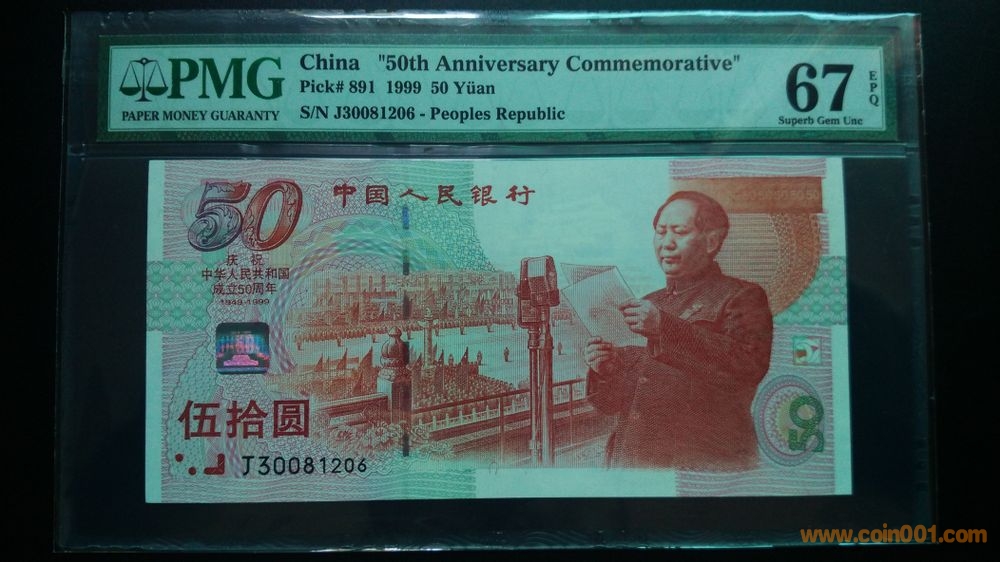 PMG
PAPER MONEY GUARANTY
China "50th Anniversary Commemorative"
Pick# 891 1999 50 Yüan
S/N J30081206 - Peoples Republic
67
EPQ
Superb Gem Unc
50
中国人民银行
庆祝
中华人民共和国
成立50周年
1949-1999
伍拾圆
J30081206
50
www.coin001.com